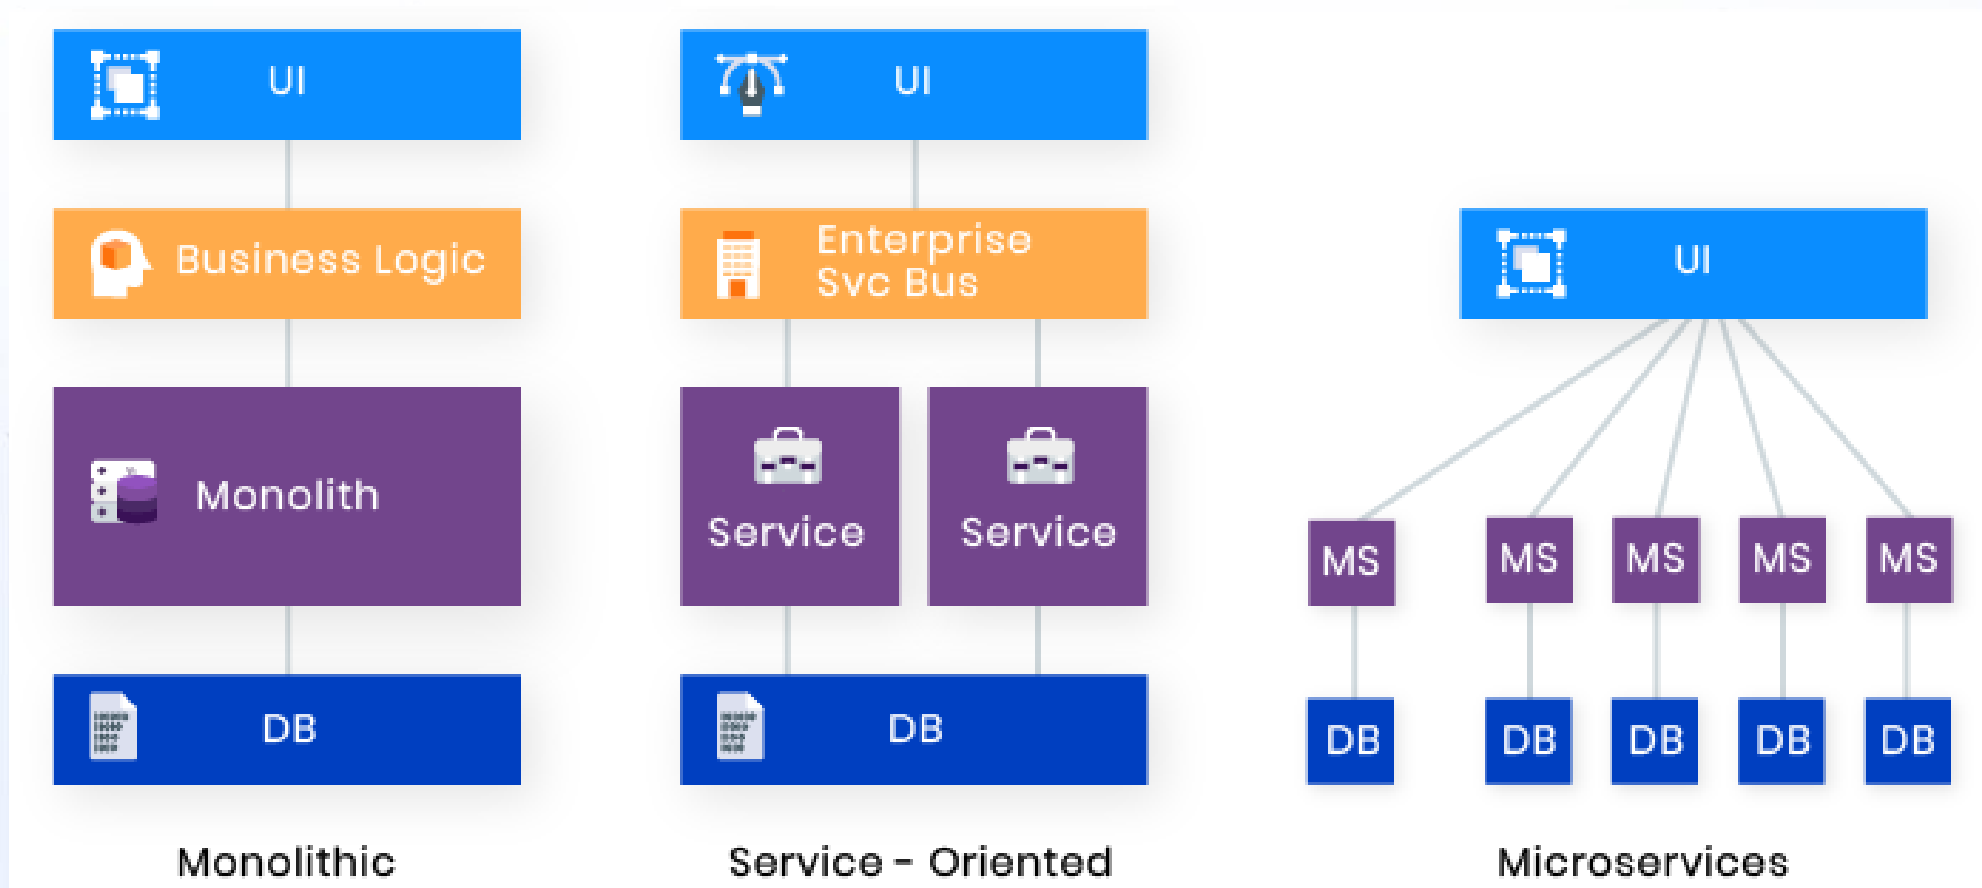 UI
Business Logic
Monolith
DB
Monolithic
UI
Enterprise
Svc Bus
Service
Service
DB
Service - Oriented
UI
MS
MS
MS
MS
MS
DB
DB
DB
DB
DB
Microservices